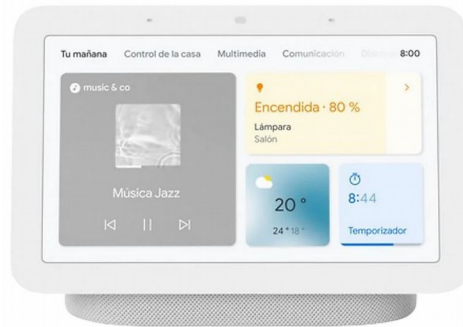 Tu mañana Control de la casa Multimedia Comunicación 8:00
music & co
Música Jazz
Encendida · 80 %
Lámpara
Salón
20 °
24 ° 18 °
8:44
Temporizador